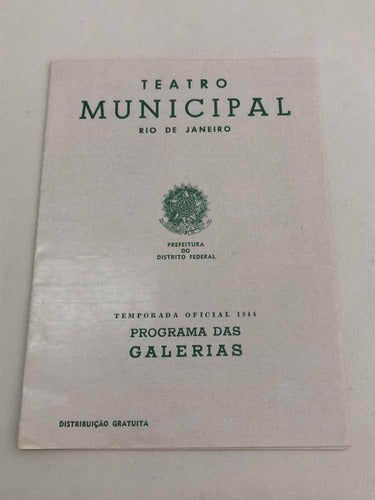 TEATRO
MUNICIPAL
RIO DE JANEIRO
PREFEITURA
DO
DISTRITO FEDERAL
TEMPORADA OFICIAL 1944
PROGRAMA DAS
GALERIAS
DISTRIBUIÇÃO GRATUITA